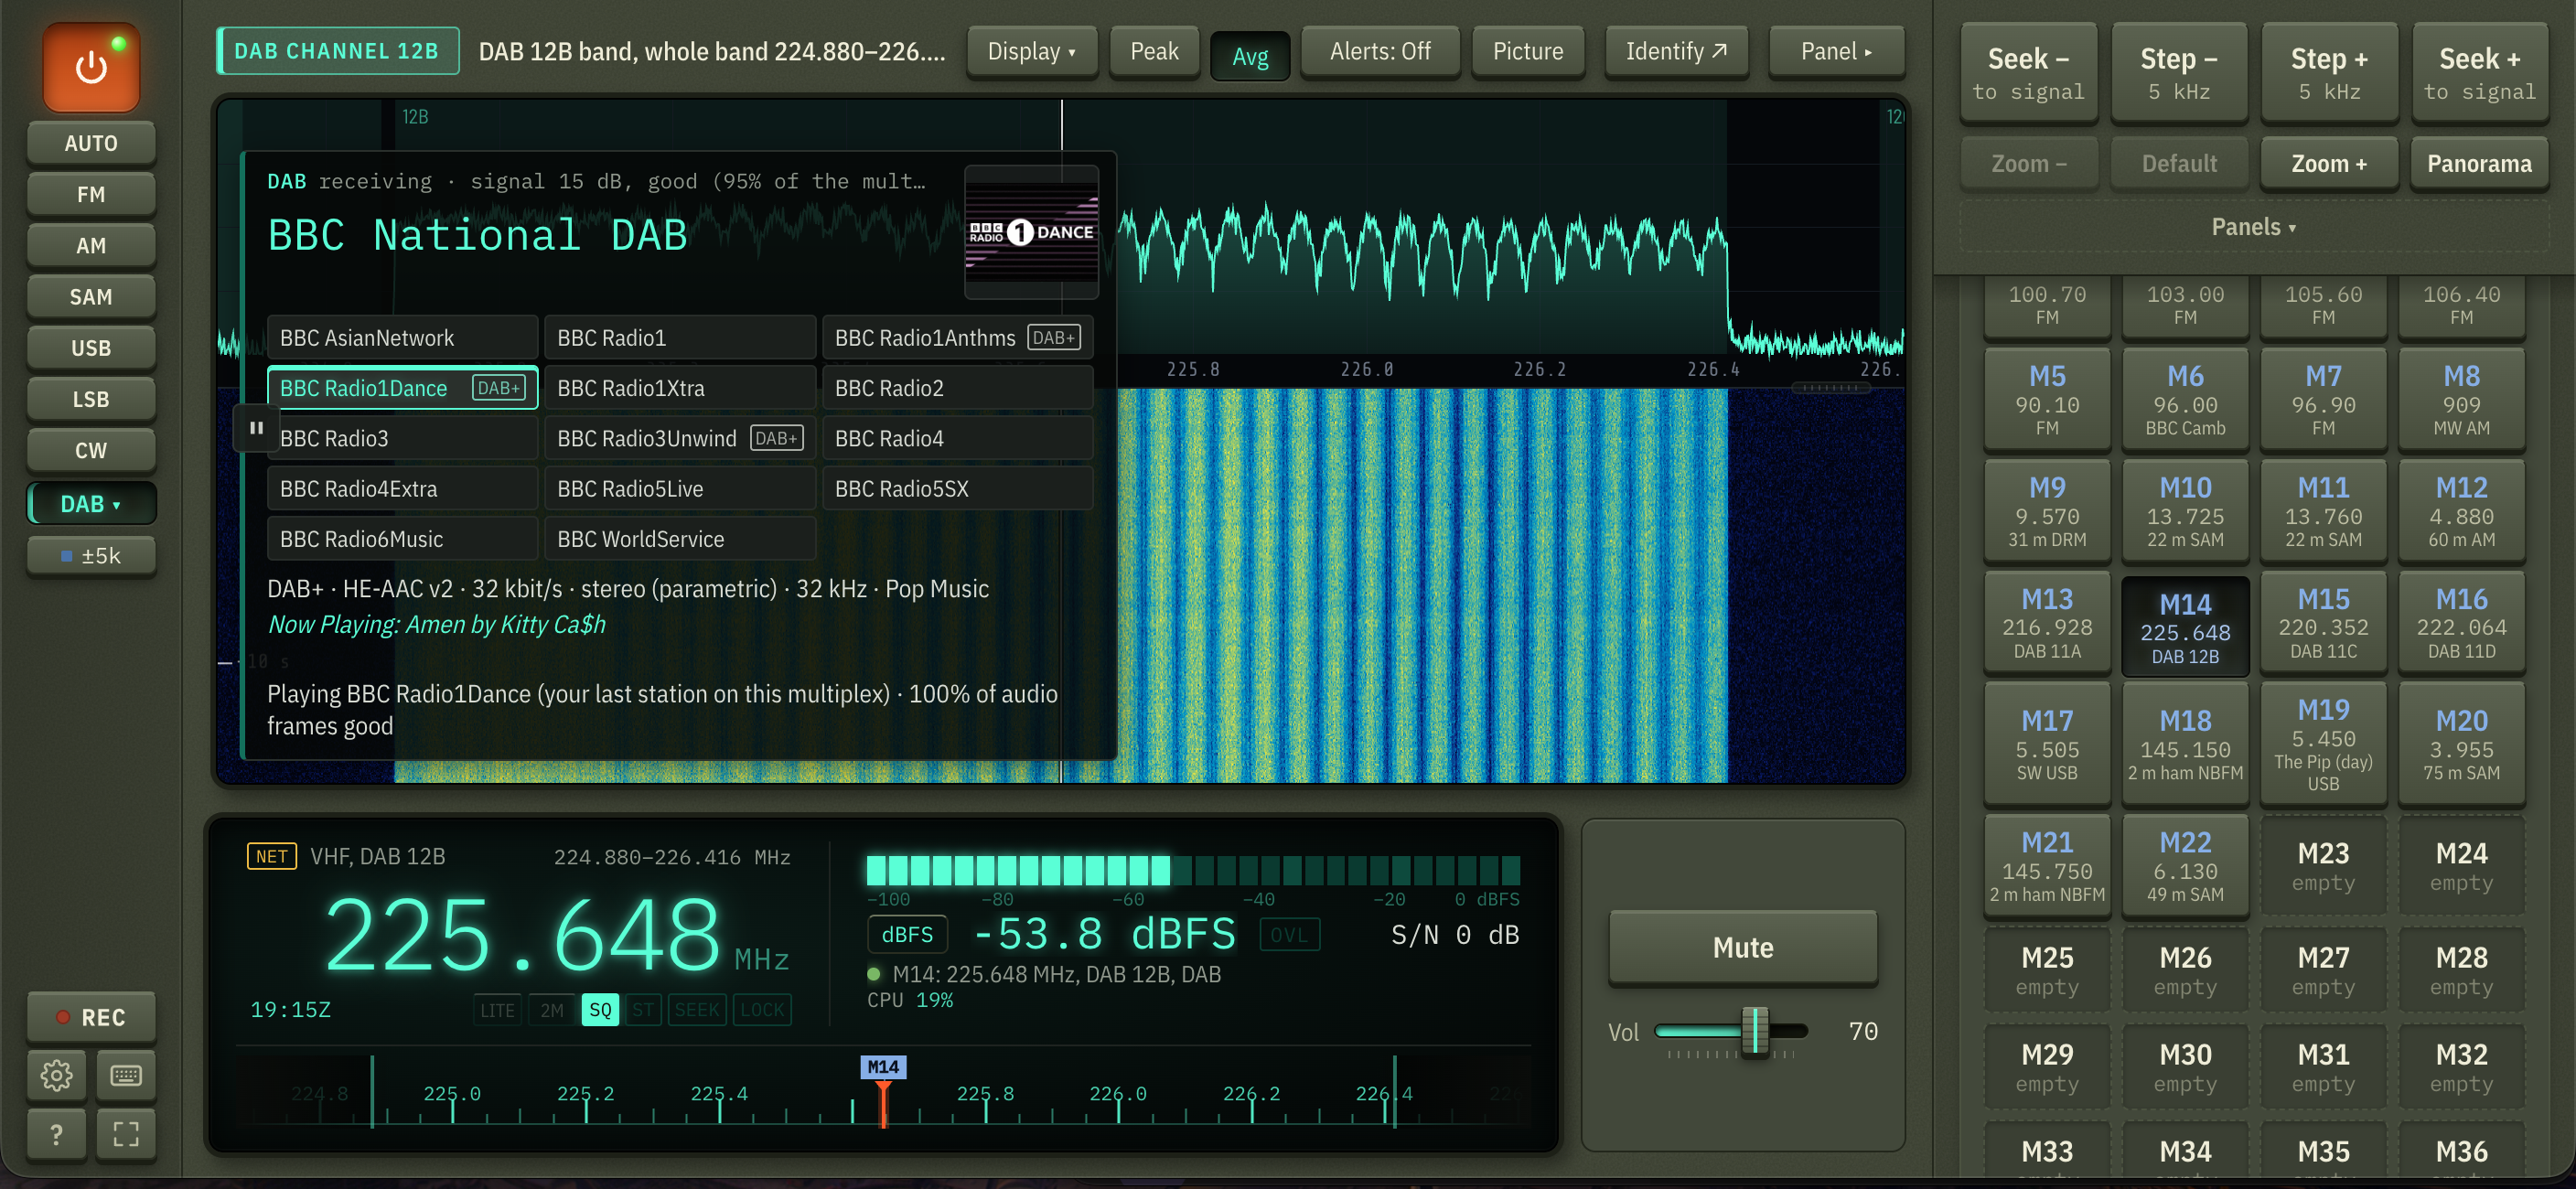 DAB CHANNEL 12B
DAB 12B band, whole band 224.880–226....
Display ▾
Peak
Avg
Alerts: Off
Picture
Identify ↗
Panel ▸
AUTO
FM
AM
SAM
USB
LSB
CW
DAB ▾
±5k
REC
?
12B
DAB receiving · signal 15 dB, good (95% of the mult…
BBC National DAB
BBC RADIO 1 DANCE
BBC AsianNetwork
BBC Radio1
BBC Radio1Anthms DAB+
BBC Radio1Dance DAB+
BBC Radio1Xtra
BBC Radio2
BBC Radio3
BBC Radio3Unwind DAB+
BBC Radio4
BBC Radio4Extra
BBC Radio5Live
BBC Radio5SX
BBC Radio6Music
BBC WorldService
DAB+ · HE-AAC v2 · 32 kbit/s · stereo (parametric) · 32 kHz · Pop Music
Now Playing: Amen by Kitty Ca$h
10 s
Playing BBC Radio1Dance (your last station on this multiplex) · 100% of audio
frames good
225.8 226.0 226.2 226.4 226.
NET VHF, DAB 12B 224.880–226.416 MHz
225.648 MHz
19:15Z LITE 2M SQ ST SEEK LOCK
−100 −80 −60 −40 −20 0 dBFS
dBFS -53.8 dBFS OVL S/N 0 dB
M14: 225.648 MHz, DAB 12B, DAB
CPU 19%
M14
224.8 225.0 225.2 225.4 225.8 226.0 226.2 226.4
Mute
Vol 70
Seek − to signal
Step − 5 kHz
Step + 5 kHz
Seek + to signal
Zoom −
Default
Zoom +
Panorama
Panels ▾
100.70 FM
103.00 FM
105.60 FM
106.40 FM
M5 90.10 FM
M6 96.00 BBC Camb
M7 96.90 FM
M8 909 MW AM
M9 9.570 31 m DRM
M10 13.725 22 m SAM
M11 13.760 22 m SAM
M12 4.880 60 m AM
M13 216.928 DAB 11A
M14 225.648 DAB 12B
M15 220.352 DAB 11C
M16 222.064 DAB 11D
M17 5.505 SW USB
M18 145.150 2 m ham NBFM
M19 5.450 The Pip (day) USB
M20 3.955 75 m SAM
M21 145.750 2 m ham NBFM
M22 6.130 49 m SAM
M23 empty
M24 empty
M25 empty
M26 empty
M27 empty
M28 empty
M29 empty
M30 empty
M31 empty
M32 empty
M33
M34
M35
M36